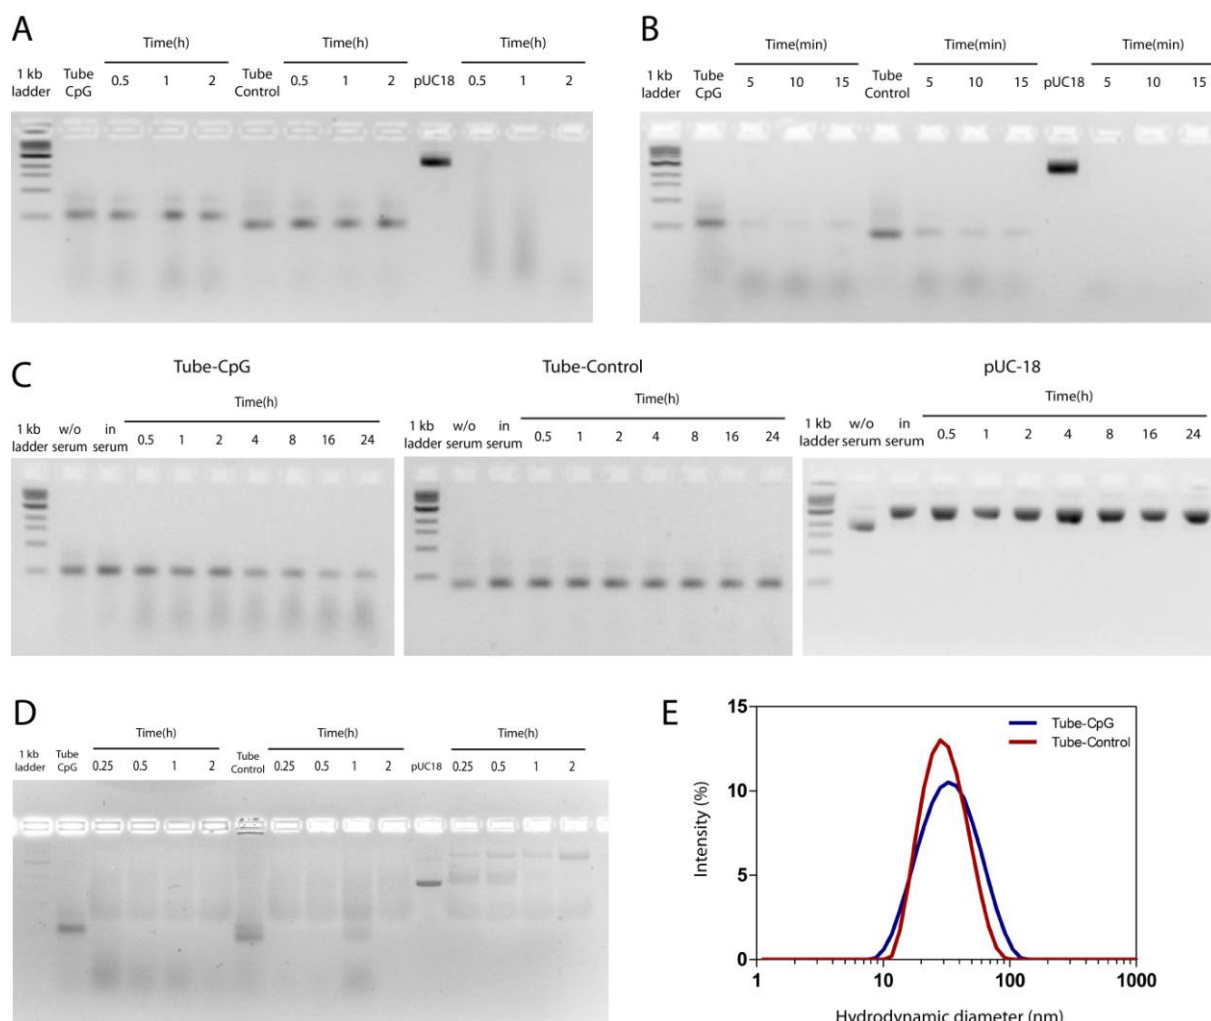 A
Time(h) Time(h) Time(h)
1 kb ladder Tube CpG 0.5 1 2 Tube Control 0.5 1 2 pUC18 0.5 1 2
B
Time(min) Time(min) Time(min)
1 kb ladder Tube CpG 5 10 15 Tube Control 5 10 15 pUC18 5 10 15
C
Tube-CpG
Time(h)
1 kb ladder w/o serum in serum 0.5 1 2 4 8 16 24
Tube-Control
Time(h)
1 kb ladder w/o serum in serum 0.5 1 2 4 8 16 24
pUC-18
Time(h)
1 kb ladder w/o serum in serum 0.5 1 2 4 8 16 24
D
Time(h) Time(h)
1 kb ladder Tube CpG 0.25 0.5 1 2 Tube Control 0.25 0.5 1 2 pUC18 0.25 0.5 1 2
E
15
10
5
0
Intensity (%)
Tube-CpG
Tube-Control
1 10 100 1000
Hydrodynamic diameter (nm)